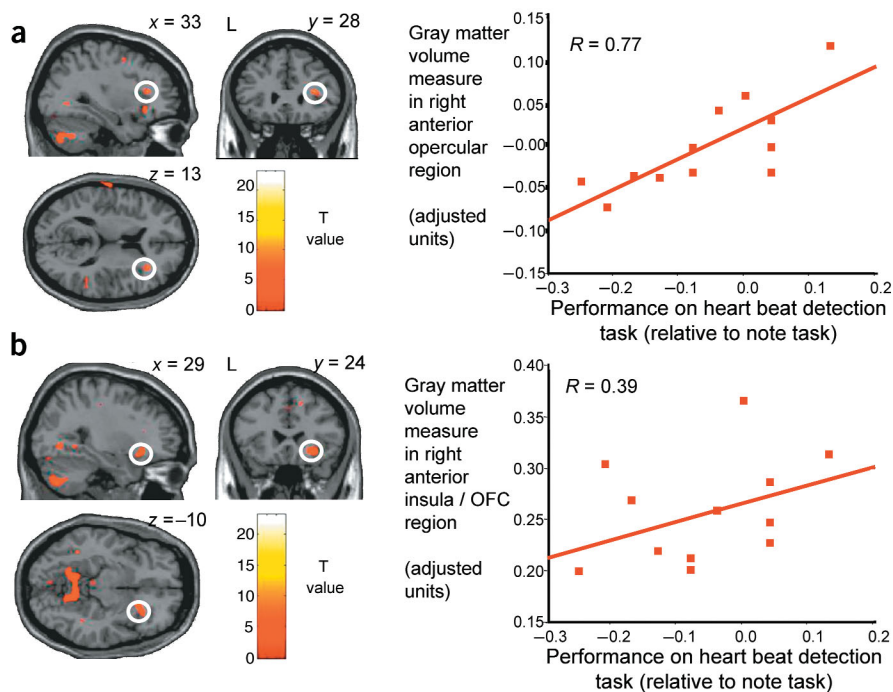 a
x = 33
L
y = 28
z = 13
20
15
10
5
0
T
value
Gray matter
volume
measure
in right
anterior
opercular
region
(adjusted
units)
R = 0.77
0.15
0.10
0.05
−0.00
−0.05
−0.10
−0.15
−0.3
−0.2
−0.1
0.0
0.1
0.2
Performance on heart beat detection
task (relative to note task)
b
x = 29
L
y = 24
z = −10
20
15
10
5
0
T
value
Gray matter
volume
measure
in right
anterior
insula / OFC
region
(adjusted
units)
R = 0.39
0.40
0.35
0.30
0.25
0.20
0.15
−0.3
−0.2
−0.1
0.0
0.1
0.2
Performance on heart beat detection
task (relative to note task)